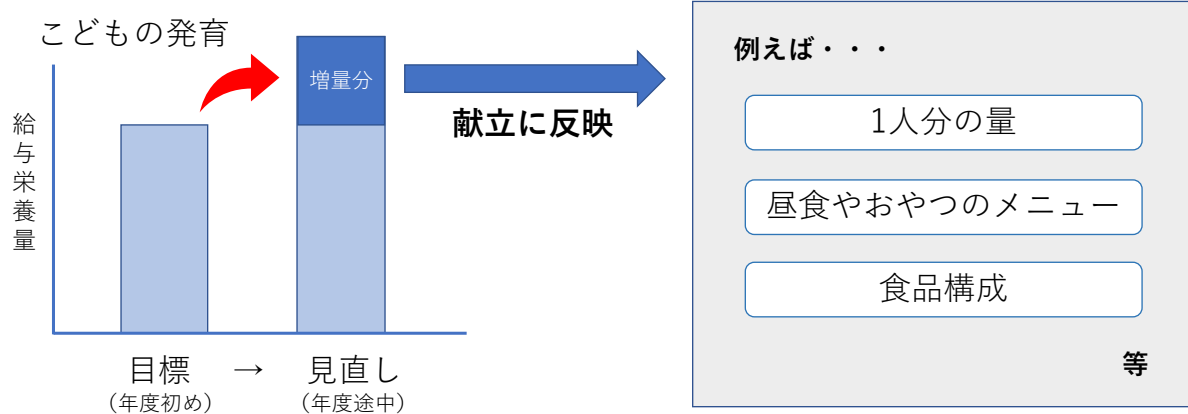 こどもの発育
給与栄養量
増量分
目標 → 見直し
（年度初め） （年度途中）
献立に反映
例えば・・・
1人分の量
昼食やおやつのメニュー
食品構成
等